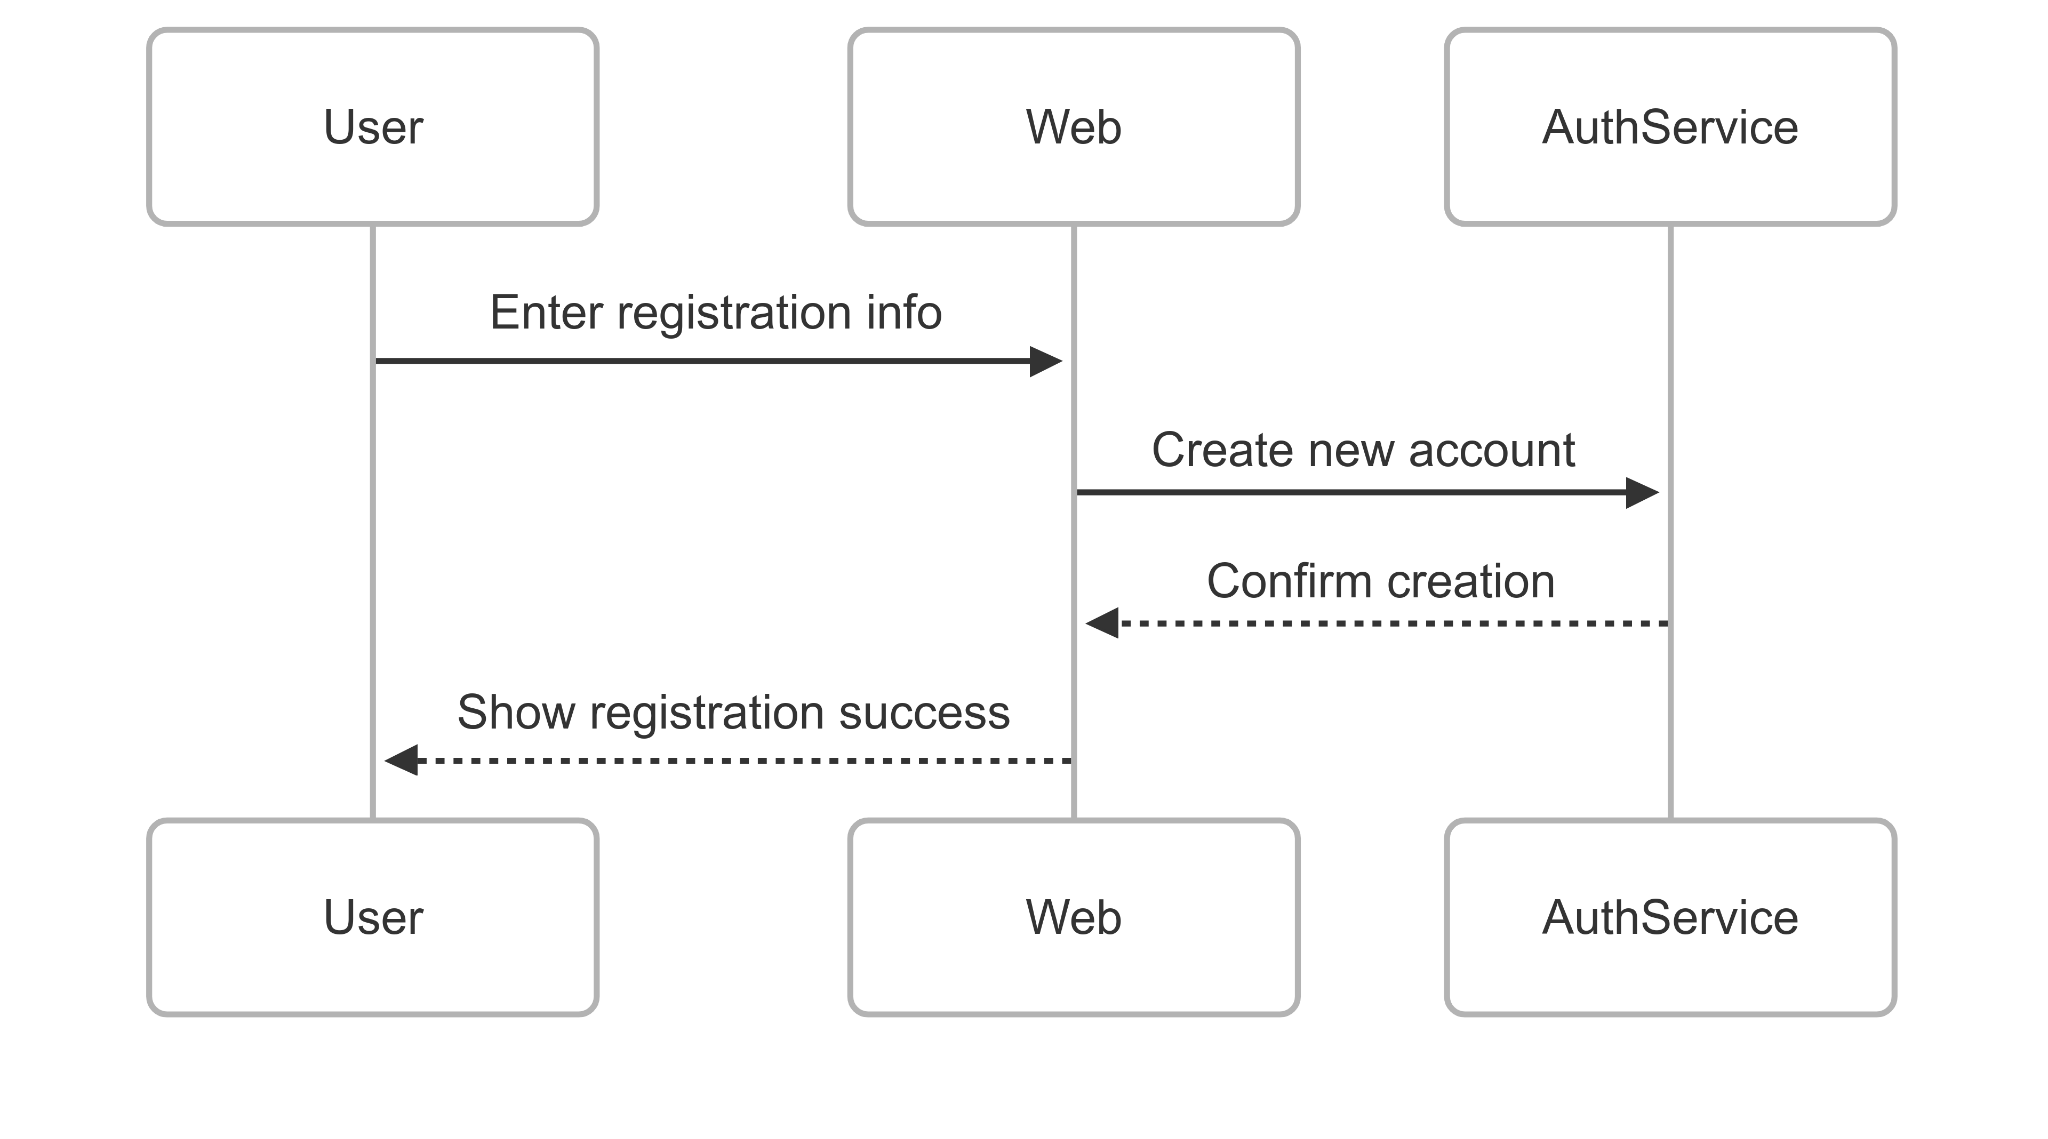 User
Web
AuthService
Enter registration info
Create new account
Confirm creation
Show registration success
User
Web
AuthService